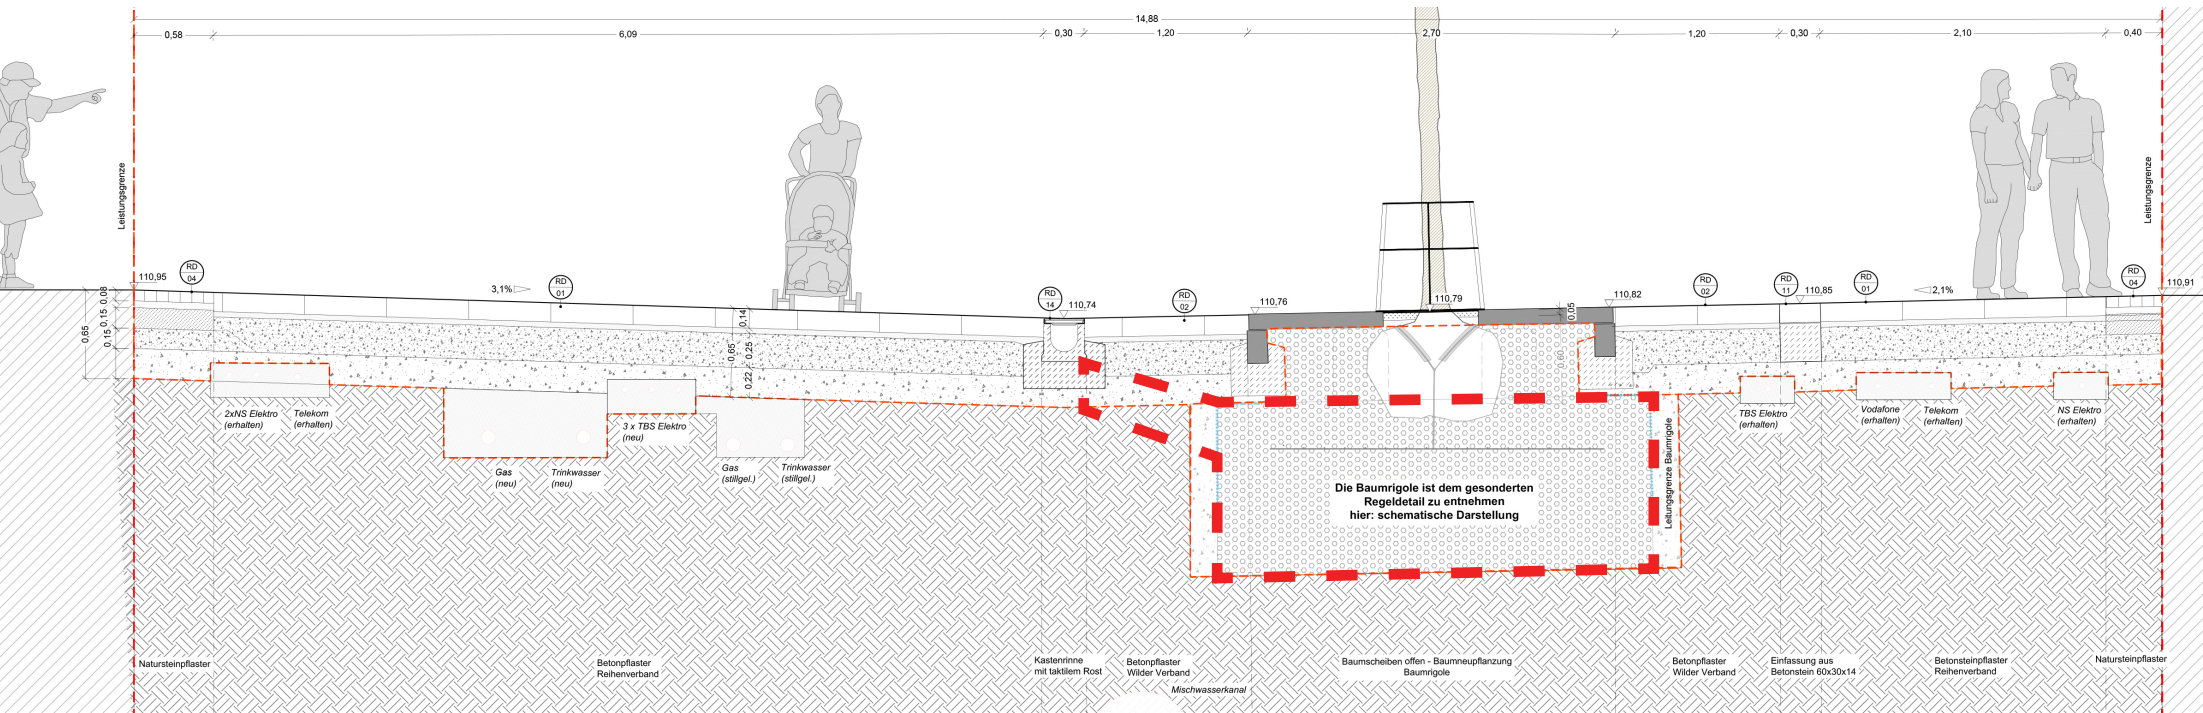 14,88
0,58
6,09
0,30
1,20
2,70
1,20
0,30
2,10
0,40
Leistungsgrenze
Leistungsgrenze
RD
04
110,95
3,1%
RD
01
RD
14
110,74
RD
02
110,76
110,79
110,82
RD
02
RD
11
110,85
RD
01
2,1%
RD
04
110,91
0,08
0,15
0,15
0,65
0,14
0,25
0,65
0,22
0,05
0,60
2xNS Elektro
(erhalten)
Telekom
(erhalten)
3 x TBS Elektro
(neu)
Gas
(neu)
Trinkwasser
(neu)
Gas
(stillgel.)
Trinkwasser
(stillgel.)
TBS Elektro
(erhalten)
Vodafone
(erhalten)
Telekom
(erhalten)
NS Elektro
(erhalten)
Leitungsgrenze Baumrigole
Die Baumrigole ist dem gesonderten
Regeldetail zu entnehmen
hier: schematische Darstellung
Natursteinpflaster
Betonpflaster
Reihenverband
Kastenrinne
mit taktilem Rost
Betonpflaster
Wilder Verband
Mischwasserkanal
Baumscheiben offen - Baumneupflanzung
Baumrigole
Betonpflaster
Wilder Verband
Einfassung aus
Betonstein 60x30x14
Betonsteinpflaster
Reihenverband
Natursteinpflaster